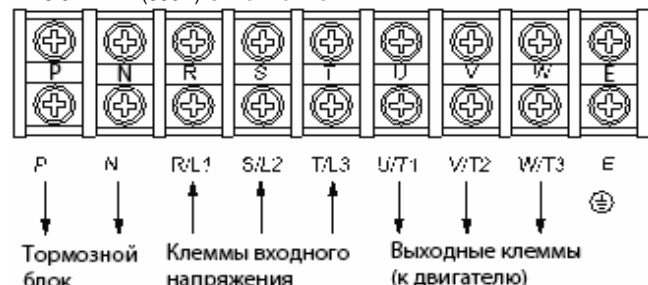 P N R S T U V W E
P N R/L1 S/L2 T/L3 U/T1 V/T2 W/T3 E
Тормозной Клеммы входного Выходные клеммы
блок напряжения (к двигателю)